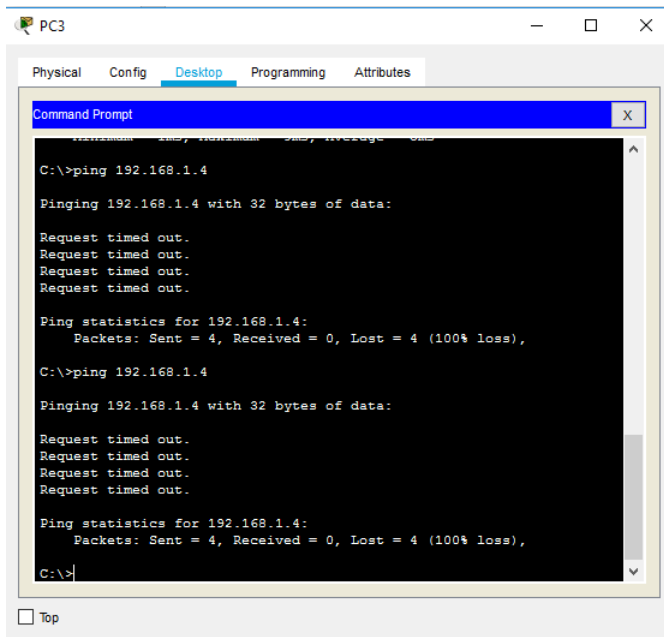 PC3
Physical Config Desktop Programming Attributes
Command Prompt X
C:\>ping 192.168.1.4
Pinging 192.168.1.4 with 32 bytes of data:
Request timed out.
Request timed out.
Request timed out.
Request timed out.
Ping statistics for 192.168.1.4:
Packets: Sent = 4, Received = 0, Lost = 4 (100% loss),
C:\>ping 192.168.1.4
Pinging 192.168.1.4 with 32 bytes of data:
Request timed out.
Request timed out.
Request timed out.
Request timed out.
Ping statistics for 192.168.1.4:
Packets: Sent = 4, Received = 0, Lost = 4 (100% loss),
C:\>
Top